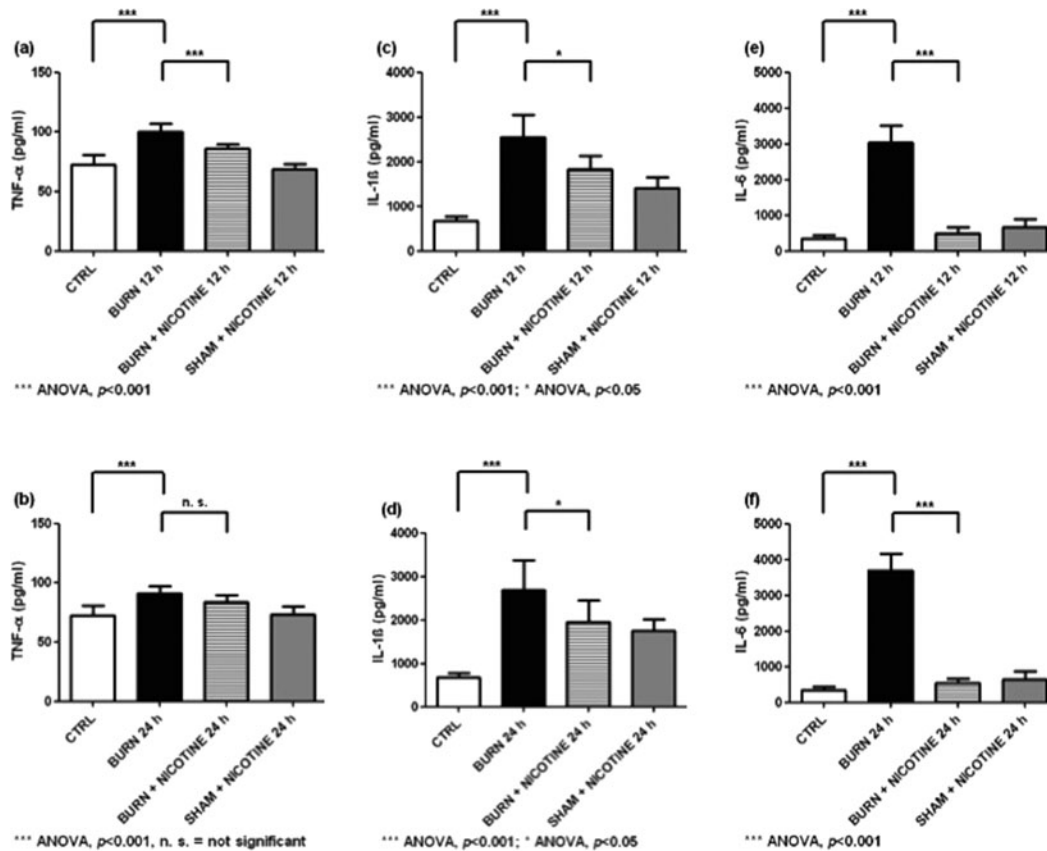 ***
(a)
***
150
100
50
0
TNF-α (pg/ml)
CTRL
BURN 12 h
BURN + NICOTINE 12 h
SHAM + NICOTINE 12 h
*** ANOVA, p<0.001
***
(c)
*
4000
3000
2000
1000
0
IL-1ß (pg/ml)
CTRL
BURN 12 h
BURN + NICOTINE 12 h
SHAM + NICOTINE 12 h
*** ANOVA, p<0.001; * ANOVA, p<0.05
***
(e)
***
5000
4000
3000
2000
1000
0
IL-6 (pg/ml)
CTRL
BURN 12 h
BURN + NICOTINE 12 h
SHAM + NICOTINE 12 h
*** ANOVA, p<0.001
***
(b)
n. s.
150
100
50
0
TNF-α (pg/ml)
CTRL
BURN 24 h
BURN + NICOTINE 24 h
SHAM + NICOTINE 24 h
*** ANOVA, p<0.001, n. s. = not significant
***
(d)
*
4000
3000
2000
1000
0
IL-1ß (pg/ml)
CTRL
BURN 24 h
BURN + NICOTINE 24 h
SHAM + NICOTINE 24 h
*** ANOVA, p<0.001; * ANOVA, p<0.05
***
(f)
***
5000
4000
3000
2000
1000
0
IL-6 (pg/ml)
CTRL
BURN 24 h
BURN + NICOTINE 24 h
SHAM + NICOTINE 24 h
*** ANOVA, p<0.001